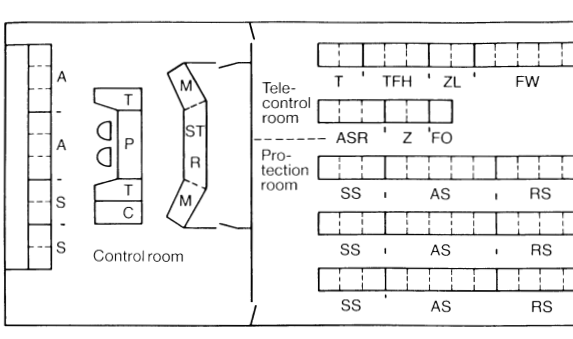 T TFH ZL FW
Tele-
control
room
ASR Z FO
Pro-
tection
room
SS AS RS
SS AS RS
SS AS RS
A
A
S
S
T
P
T
C
M
ST
R
M
Control room